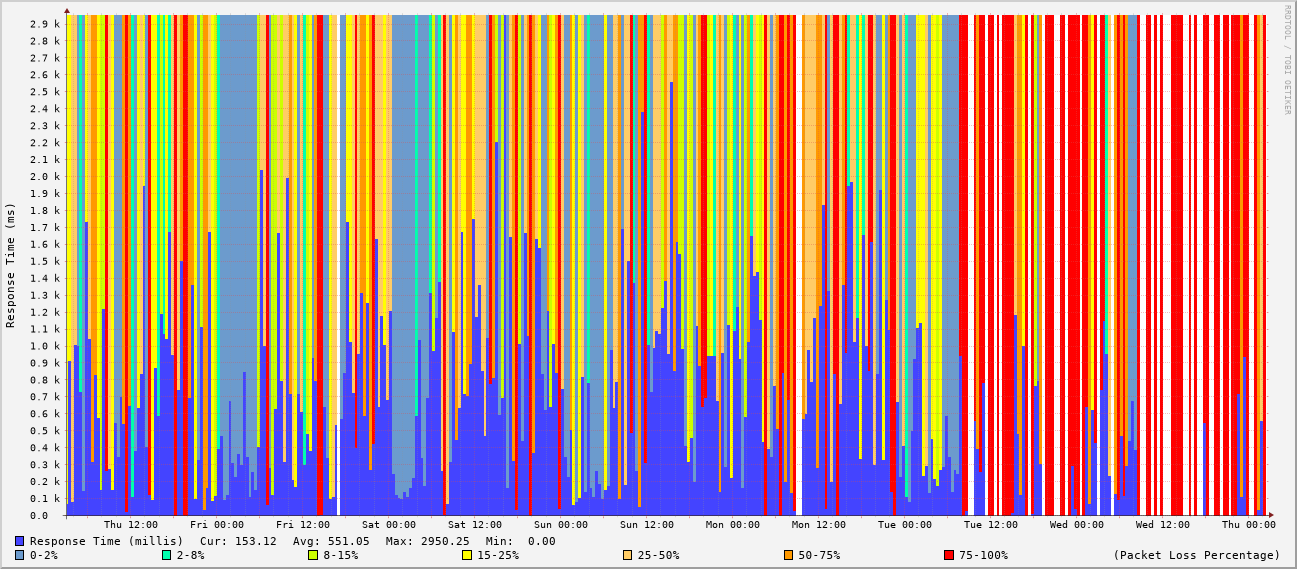 RRDTOOL / TOBI OETIKER
Response Time (ms)
2.9 k
2.8 k
2.7 k
2.6 k
2.5 k
2.4 k
2.3 k
2.2 k
2.1 k
2.0 k
1.9 k
1.8 k
1.7 k
1.6 k
1.5 k
1.4 k
1.3 k
1.2 k
1.1 k
1.0 k
0.9 k
0.8 k
0.7 k
0.6 k
0.5 k
0.4 k
0.3 k
0.2 k
0.1 k
0.0
Thu 12:00 Fri 00:00 Fri 12:00 Sat 00:00 Sat 12:00 Sun 00:00 Sun 12:00 Mon 00:00 Mon 12:00 Tue 00:00 Tue 12:00 Wed 00:00 Wed 12:00 Thu 00:00
Response Time (millis) Cur: 153.12 Avg: 551.05 Max: 2950.25 Min: 0.00
0-2% 2-8% 8-15% 15-25% 25-50% 50-75% 75-100% (Packet Loss Percentage)